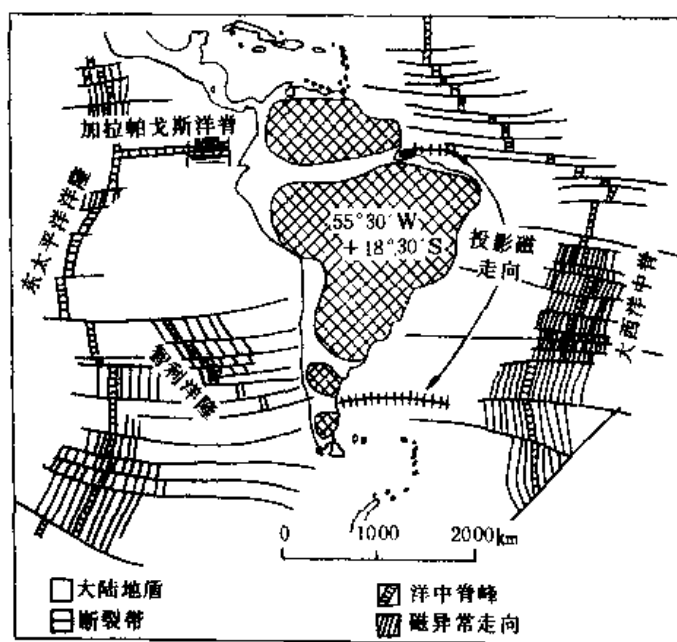 加拉帕戈斯洋脊
东太平洋洋隆
55°30′W
+18°30′S
投影磁
走向
大西洋中脊
智利洋隆
0 1000 2000km
大陆地盾
洋中脊峰
断裂带
磁异常走向